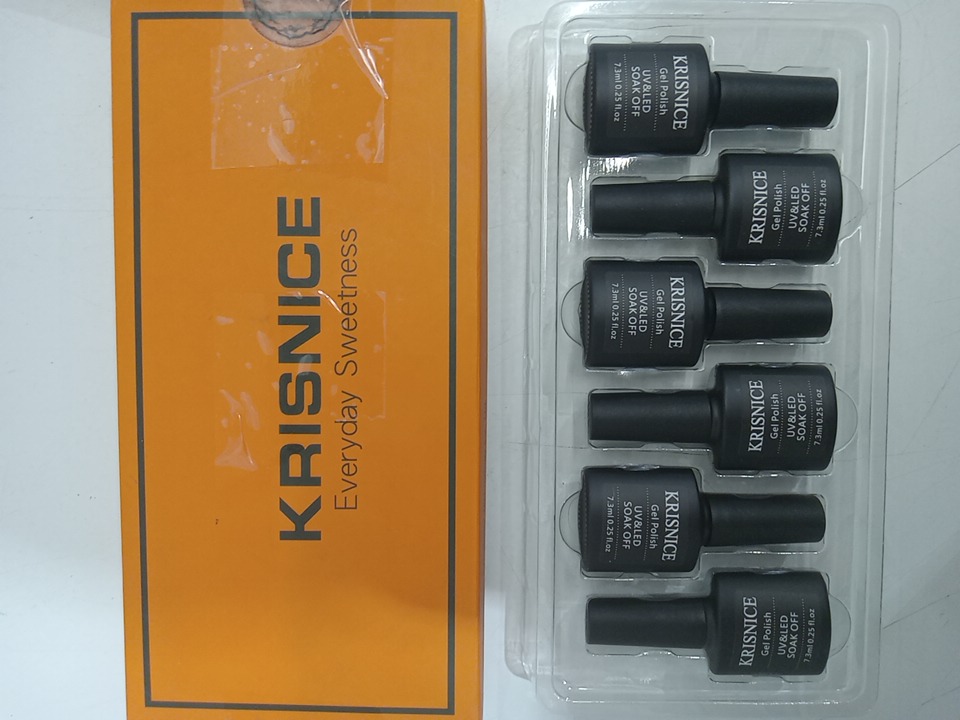 KRISNICE
Everyday Sweetness
KRISNICE
Gel Polish
UV&LED
SOAK OFF
7.3ml 0.25 fl.oz
KRISNICE
Gel Polish
UV&LED
SOAK OFF
7.3ml 0.25 fl.oz
KRISNICE
Gel Polish
UV&LED
SOAK OFF
7.3ml 0.25 fl.oz
KRISNICE
Gel Polish
UV&LED
SOAK OFF
7.3ml 0.25 fl.oz
KRISNICE
Gel Polish
UV&LED
SOAK OFF
7.3ml 0.25 fl.oz
KRISNICE
Gel Polish
UV&LED
SOAK OFF
7.3ml 0.25 fl.oz